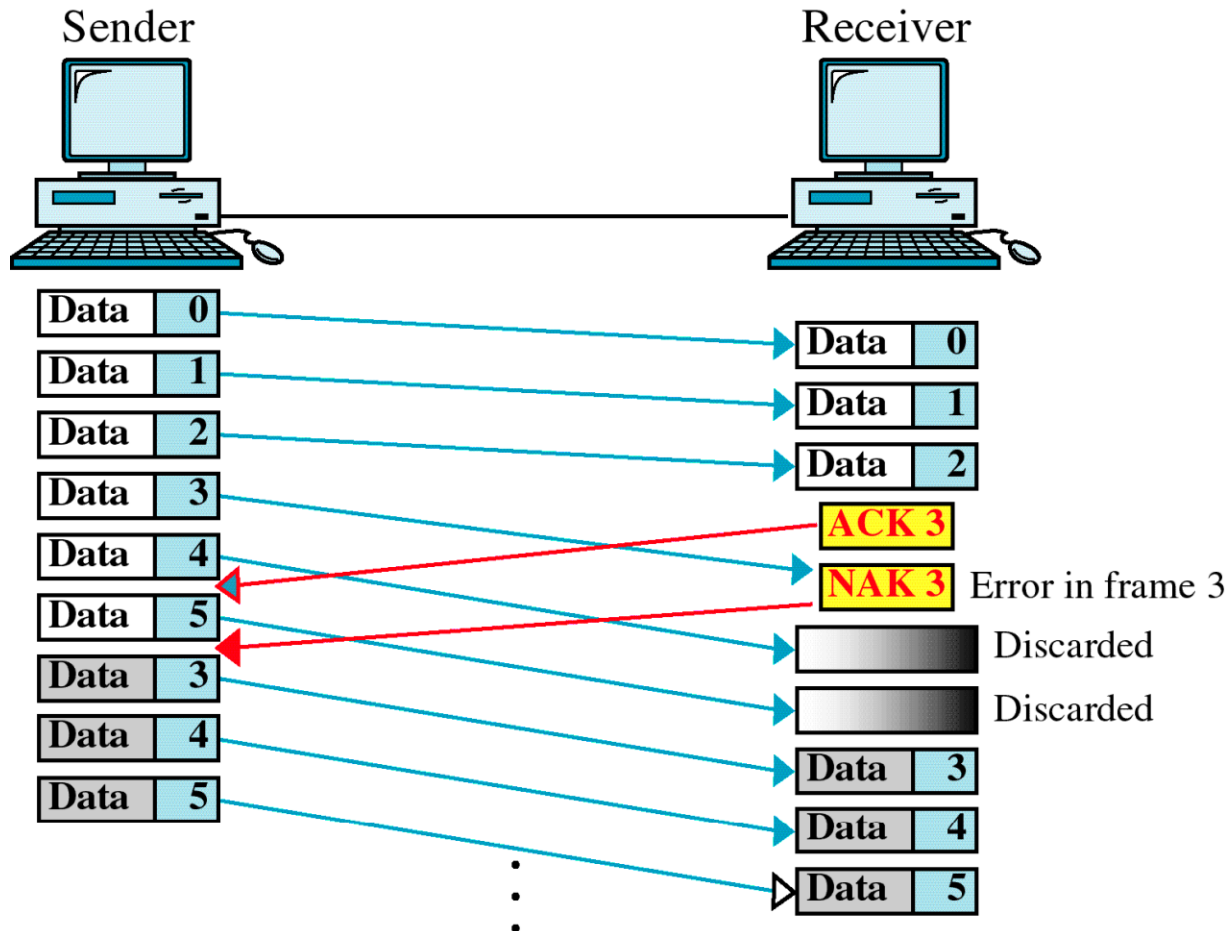 Sender
Receiver
Data 0
Data 1
Data 2
Data 3
Data 4
Data 5
Data 3
Data 4
Data 5
Data 0
Data 1
Data 2
ACK 3
NAK 3 Error in frame 3
Discarded
Discarded
Data 3
Data 4
Data 5